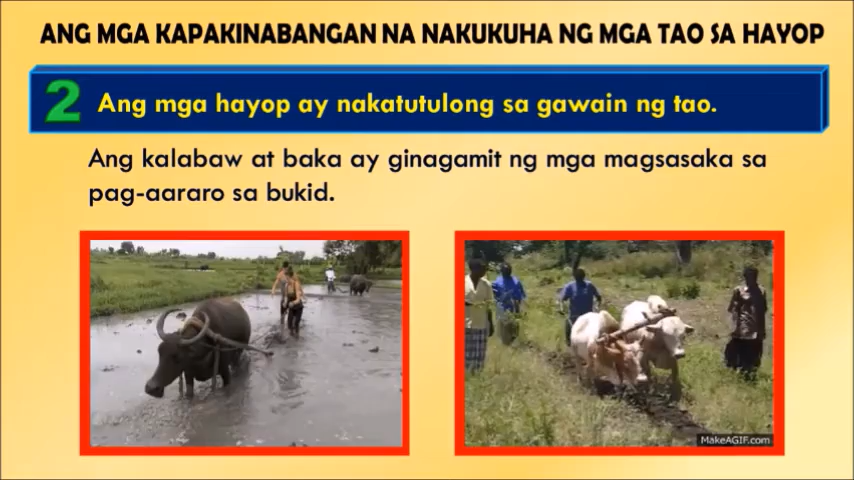 ANG MGA KAPAKINABANGAN NA NAKUKUHA NG MGA TAO SA HAYOP
2 Ang mga hayop ay nakatutulong sa gawain ng tao.
Ang kalabaw at baka ay ginagamit ng mga magsasaka sa
pag-aararo sa bukid.
MakeAGIF.com